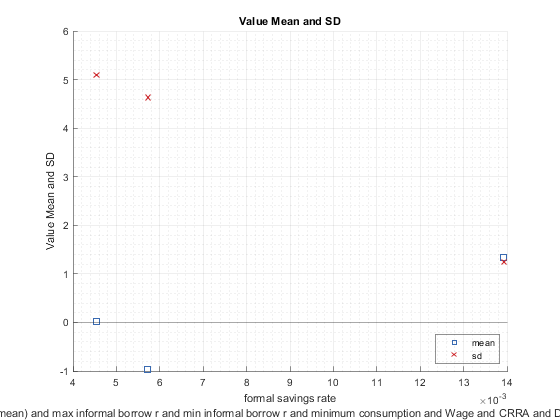 Value Mean and SD
6
5
4
3
2
1
0
-1
Value Mean and SD
4 5 6 7 8 9 10 11 12 13 14
×10⁻³
formal savings rate
mean
sd
mean) and max informal borrow r and min informal borrow r and minimum consumption and Wage and CRRA and